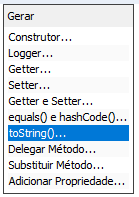 Gerar
Construtor...
Logger...
Getter...
Setter...
Getter e Setter...
equals() e hashCode()...
toString()...
Delegar Método...
Substituir Método...
Adicionar Propriedade...